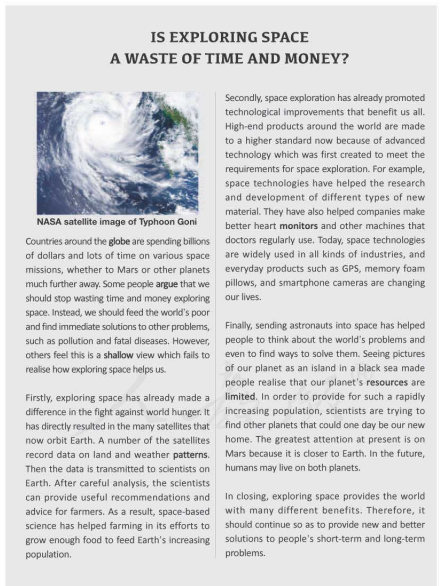 IS EXPLORING SPACE
A WASTE OF TIME AND MONEY?
NASA satellite image of Typhoon Goni
Countries around the globe are spending billions
of dollars and lots of time on various space
missions, whether to Mars or other planets
much further away. Some people argue that we
should stop wasting time and money exploring
space. Instead, we should feed the world's poor
and find immediate solutions to other problems,
such as pollution and fatal diseases. However,
others feel this is a shallow view which fails to
realise how exploring space helps us.
Firstly, exploring space has already made a
difference in the fight against world hunger. It
has directly resulted in the many satellites that
now orbit Earth. A number of the satellites
record data on land and weather patterns.
Then the data is transmitted to scientists on
Earth. After careful analysis, the scientists
can provide useful recommendations and
advice for farmers. As a result, space-based
science has helped farming in its efforts to
grow enough food to feed Earth's increasing
population.
Secondly, space exploration has already promoted
technological improvements that benefit us all.
High-end products around the world are made
to a higher standard now because of advanced
technology which was first created to meet the
requirements for space exploration. For example,
space technologies have helped the research
and development of different types of new
material. They have also helped companies make
better heart monitors and other machines that
doctors regularly use. Today, space technologies
are widely used in all kinds of industries, and
everyday products such as GPS, memory foam
pillows, and smartphone cameras are changing
our lives.
Finally, sending astronauts into space has helped
people to think about the world's problems and
even to find ways to solve them. Seeing pictures
of our planet as an island in a black sea made
people realise that our planet's resources are
limited. In order to provide for such a rapidly
increasing population, scientists are trying to
find other planets that could one day be our new
home. The greatest attention at present is on
Mars because it is closer to Earth. In the future,
humans may live on both planets.
In closing, exploring space provides the world
with many different benefits. Therefore, it
should continue so as to provide new and better
solutions to people's short-term and long-term
problems.